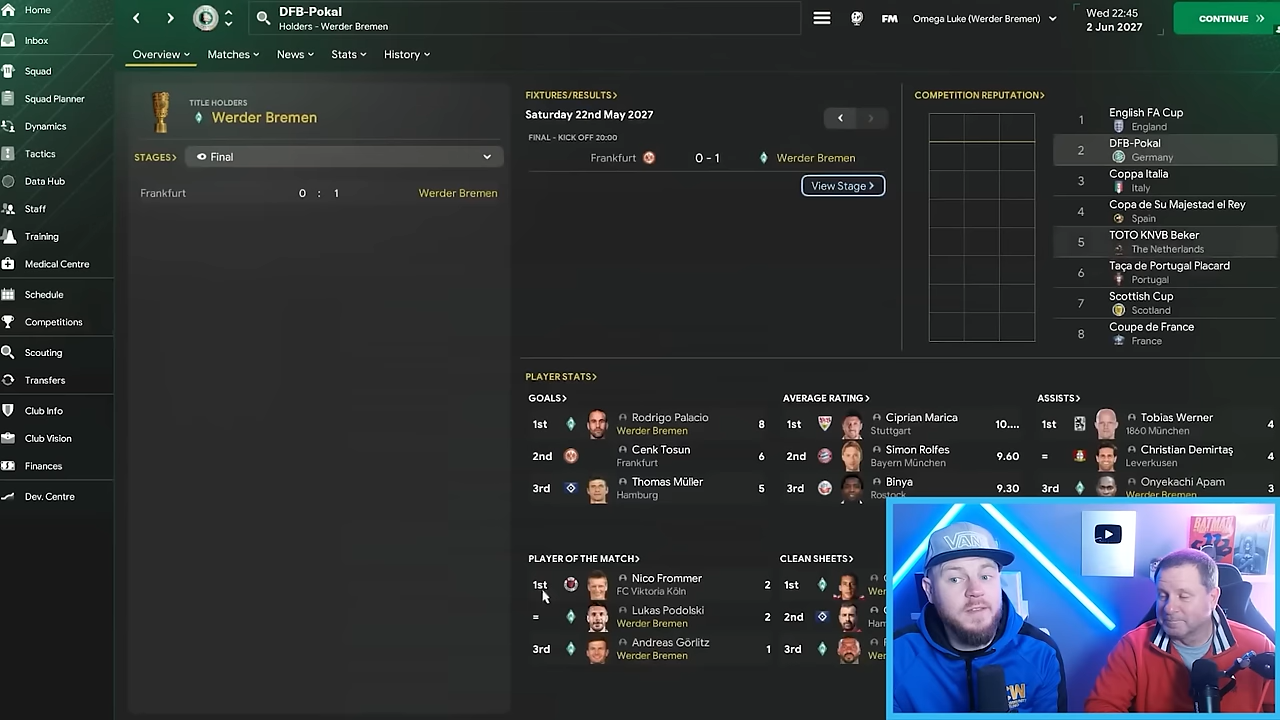 Home
Inbox
Squad
Squad Planner
Dynamics
Tactics
Data Hub
Staff
Training
Medical Centre
Schedule
Competitions
Scouting
Transfers
Club Info
Club Vision
Finances
Dev. Centre
DFB-Pokal
Holders - Werder Bremen
FM
Omega Luke (Werder Bremen)
Wed 22:45
2 Jun 2027
CONTINUE
Overview
Matches
News
Stats
History
TITLE HOLDERS
Werder Bremen
STAGES>
Final
Frankfurt 0 : 1 Werder Bremen
FIXTURES/RESULTS>
Saturday 22nd May 2027
FINAL - KICK OFF 20:00
Frankfurt 0 - 1 Werder Bremen
View Stage >
COMPETITION REPUTATION>
1 English FA Cup
England
2 DFB-Pokal
Germany
3 Coppa Italia
Italy
4 Copa de Su Majestad el Rey
Spain
5 TOTO KNVB Beker
The Netherlands
6 Taça de Portugal Placard
Portugal
7 Scottish Cup
Scotland
8 Coupe de France
France
PLAYER STATS>
GOALS>
1st Rodrigo Palacio 8
Werder Bremen
2nd Cenk Tosun 6
Frankfurt
3rd Thomas Müller 5
Hamburg
AVERAGE RATING>
1st Ciprian Marica 10....
Stuttgart
2nd Simon Rolfes 9.60
Bayern München
3rd Binya 9.30
Rostock
ASSISTS>
1st Tobias Werner 4
1860 München
= Christian Demirtaş 4
Leverkusen
3rd Onyekachi Apam 3
Werder Bremen
PLAYER OF THE MATCH>
1st Nico Frommer 2
FC Viktoria Köln
= Lukas Podolski 2
Werder Bremen
3rd Andreas Görlitz 1
Werder Bremen
CLEAN SHEETS>
1st
Wer
2nd
Ham
3rd
Wer
VANS
BATMAN